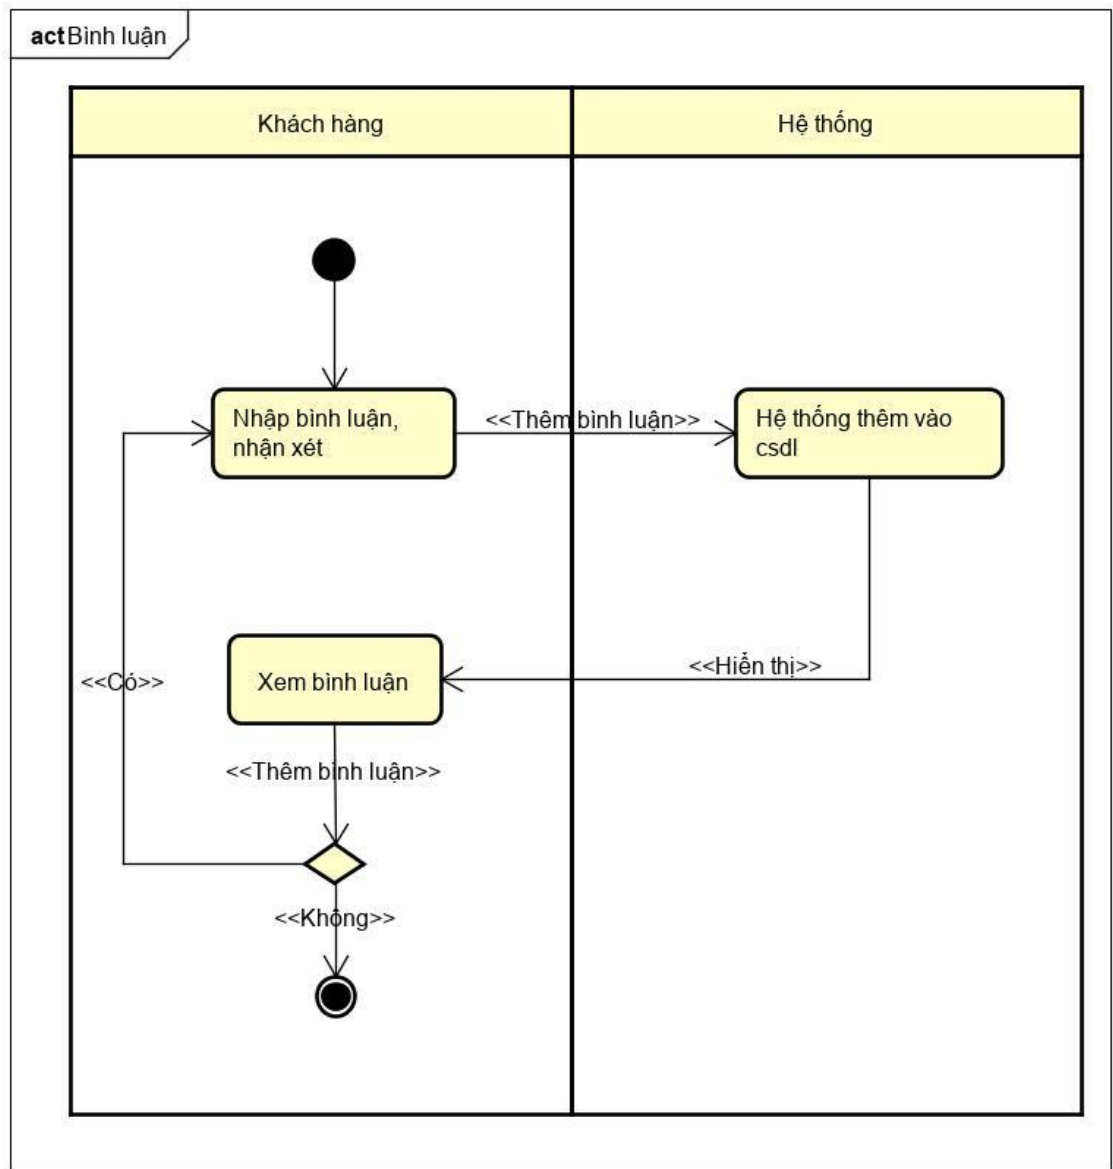 act Bình luận
Khách hàng
Hệ thống
Nhập bình luận,
nhận xét
<<Thêm bình luận>>
Hệ thống thêm vào
csdl
<<Hiển thị>>
Xem bình luận
<<Có>>
<<Thêm bình luận>>
<<Không>>